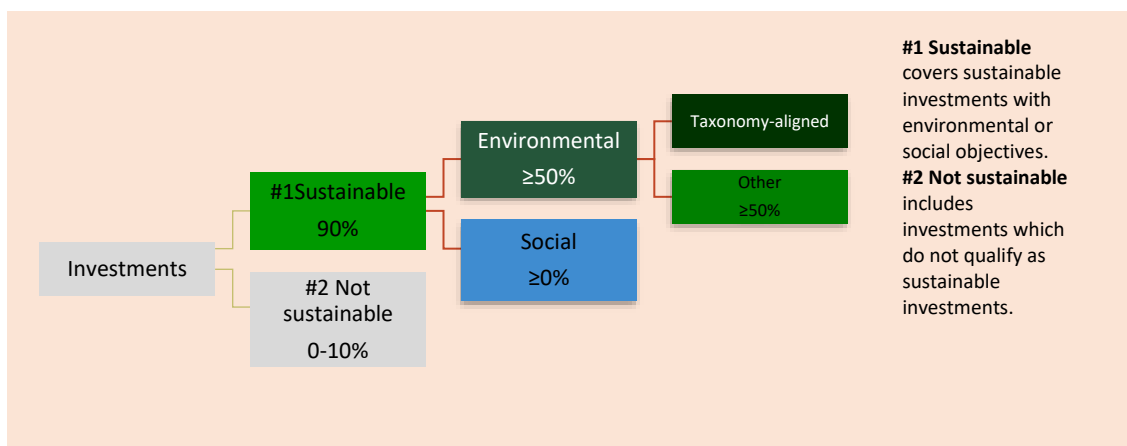 Investments
#1Sustainable
90%
#2 Not
sustainable
0-10%
Environmental
≥50%
Social
≥0%
Taxonomy-aligned
Other
≥50%
#1 Sustainable
covers sustainable
investments with
environmental or
social objectives.
#2 Not sustainable
includes
investments which
do not qualify as
sustainable
investments.